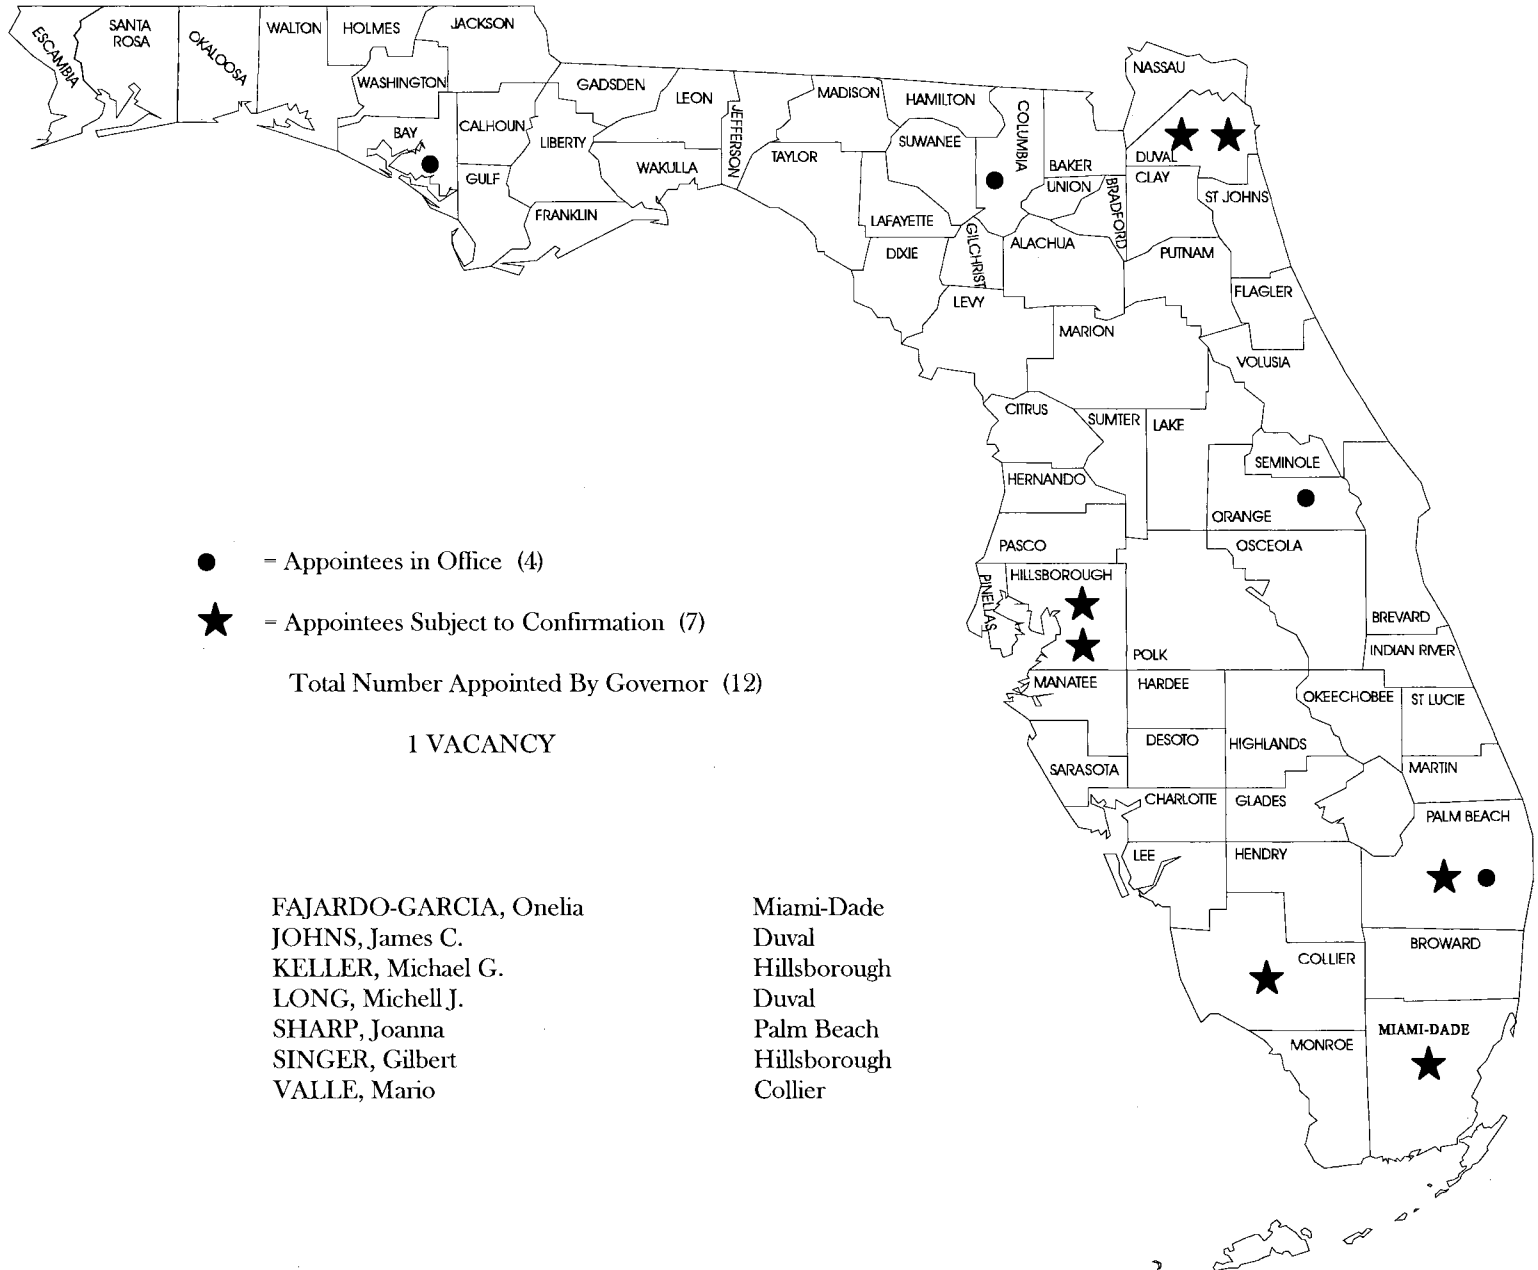 ESCAMBIA
SANTA
ROSA
OKALOOSA
WALTON
HOLMES
JACKSON
WASHINGTON
BAY
CALHOUN
GULF
GADSDEN
LIBERTY
FRANKLIN
LEON
WAKULLA
JEFFERSON
MADISON
TAYLOR
HAMILTON
SUWANEE
LAFAYETTE
DIXIE
COLUMBIA
GILCHRIST
LEVY
NASSAU
DUVAL
BAKER
UNION
BRADFORD
CLAY
ST JOHNS
ALACHUA
PUTNAM
FLAGLER
MARION
VOLUSIA
CITRUS
SUMTER
LAKE
SEMINOLE
HERNANDO
ORANGE
PASCO
OSCEOLA
PINELLAS
HILLSBOROUGH
POLK
BREVARD
INDIAN RIVER
MANATEE
HARDEE
OKEECHOBEE
ST LUCIE
DESOTO
HIGHLANDS
SARASOTA
MARTIN
CHARLOTTE
GLADES
PALM BEACH
LEE
HENDRY
BROWARD
COLLIER
MIAMI-DADE
MONROE
= Appointees in Office (4)
= Appointees Subject to Confirmation (7)
Total Number Appointed By Governor (12)
1 VACANCY
FAJARDO-GARCIA, Onelia Miami-Dade
JOHNS, James C. Duval
KELLER, Michael G. Hillsborough
LONG, Michell J. Duval
SHARP, Joanna Palm Beach
SINGER, Gilbert Hillsborough
VALLE, Mario Collier